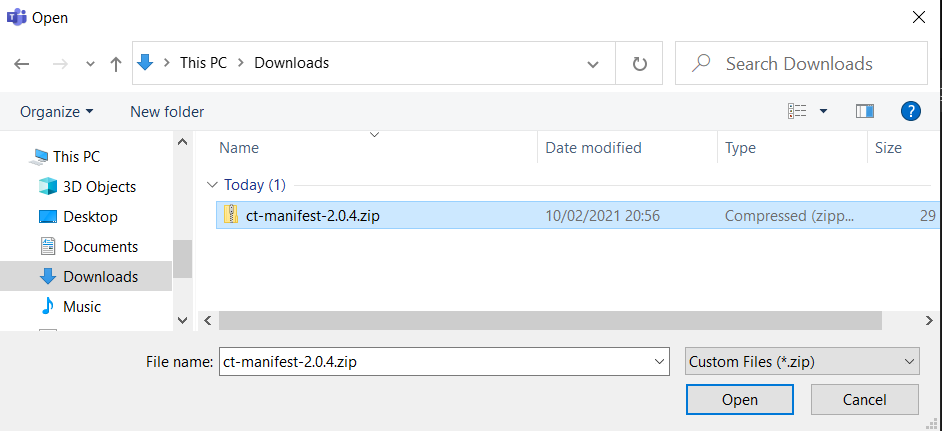 Open
This PC Downloads
Search Downloads
Organize New folder
Name Date modified Type Size
This PC
3D Objects
Desktop
Documents
Downloads
Music
Today (1)
ct-manifest-2.0.4.zip 10/02/2021 20:56 Compressed (zipp... 29
File name: ct-manifest-2.0.4.zip Custom Files (*.zip)
Open Cancel